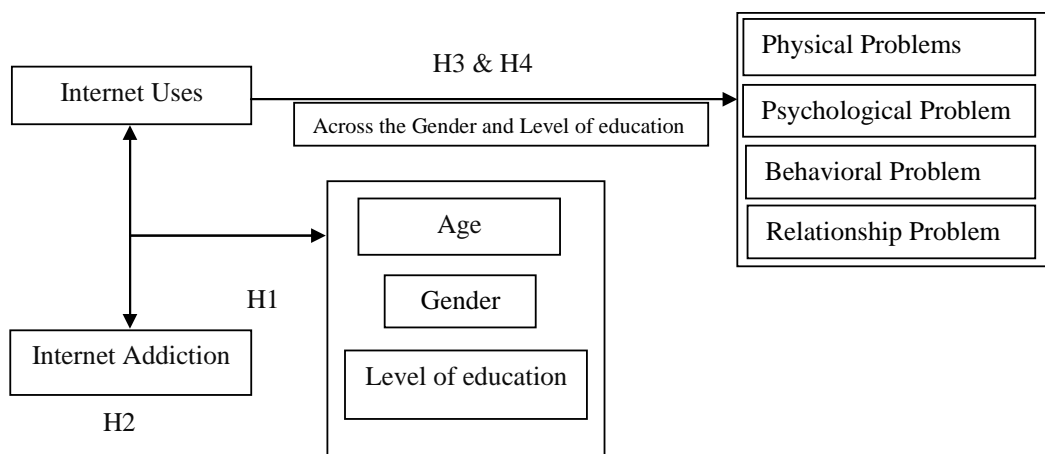 Internet Uses
H3 & H4
Across the Gender and Level of education
Physical Problems
Psychological Problem
Behavioral Problem
Relationship Problem
Age
Gender
Level of education
H1
Internet Addiction
H2